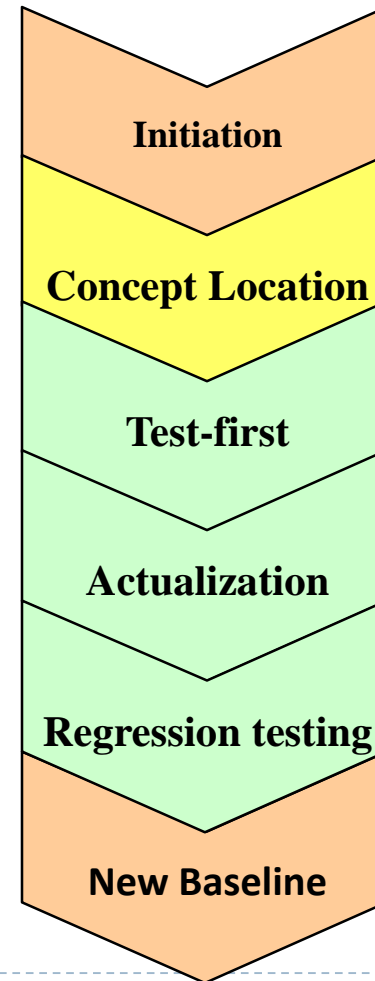 Initiation
Concept Location
Test-first
Actualization
Regression testing
New Baseline